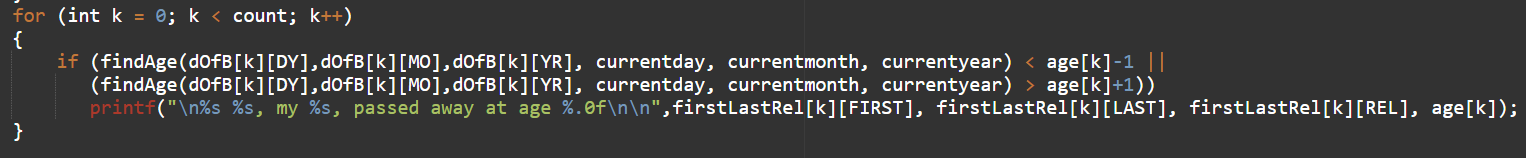 for (int k = 0; k < count; k++)
{
    if (findAge(dOfB[k][DY],dOfB[k][MO],dOfB[k][YR], currentday, currentmonth, currentyear) < age[k]-1 ||
       (findAge(dOfB[k][DY],dOfB[k][MO],dOfB[k][YR], currentday, currentmonth, currentyear) > age[k]+1))
       printf("\n%s %s, my %s, passed away at age %.0f\n\n",firstLastRel[k][FIRST], firstLastRel[k][LAST], firstLastRel[k][REL], age[k]);
}